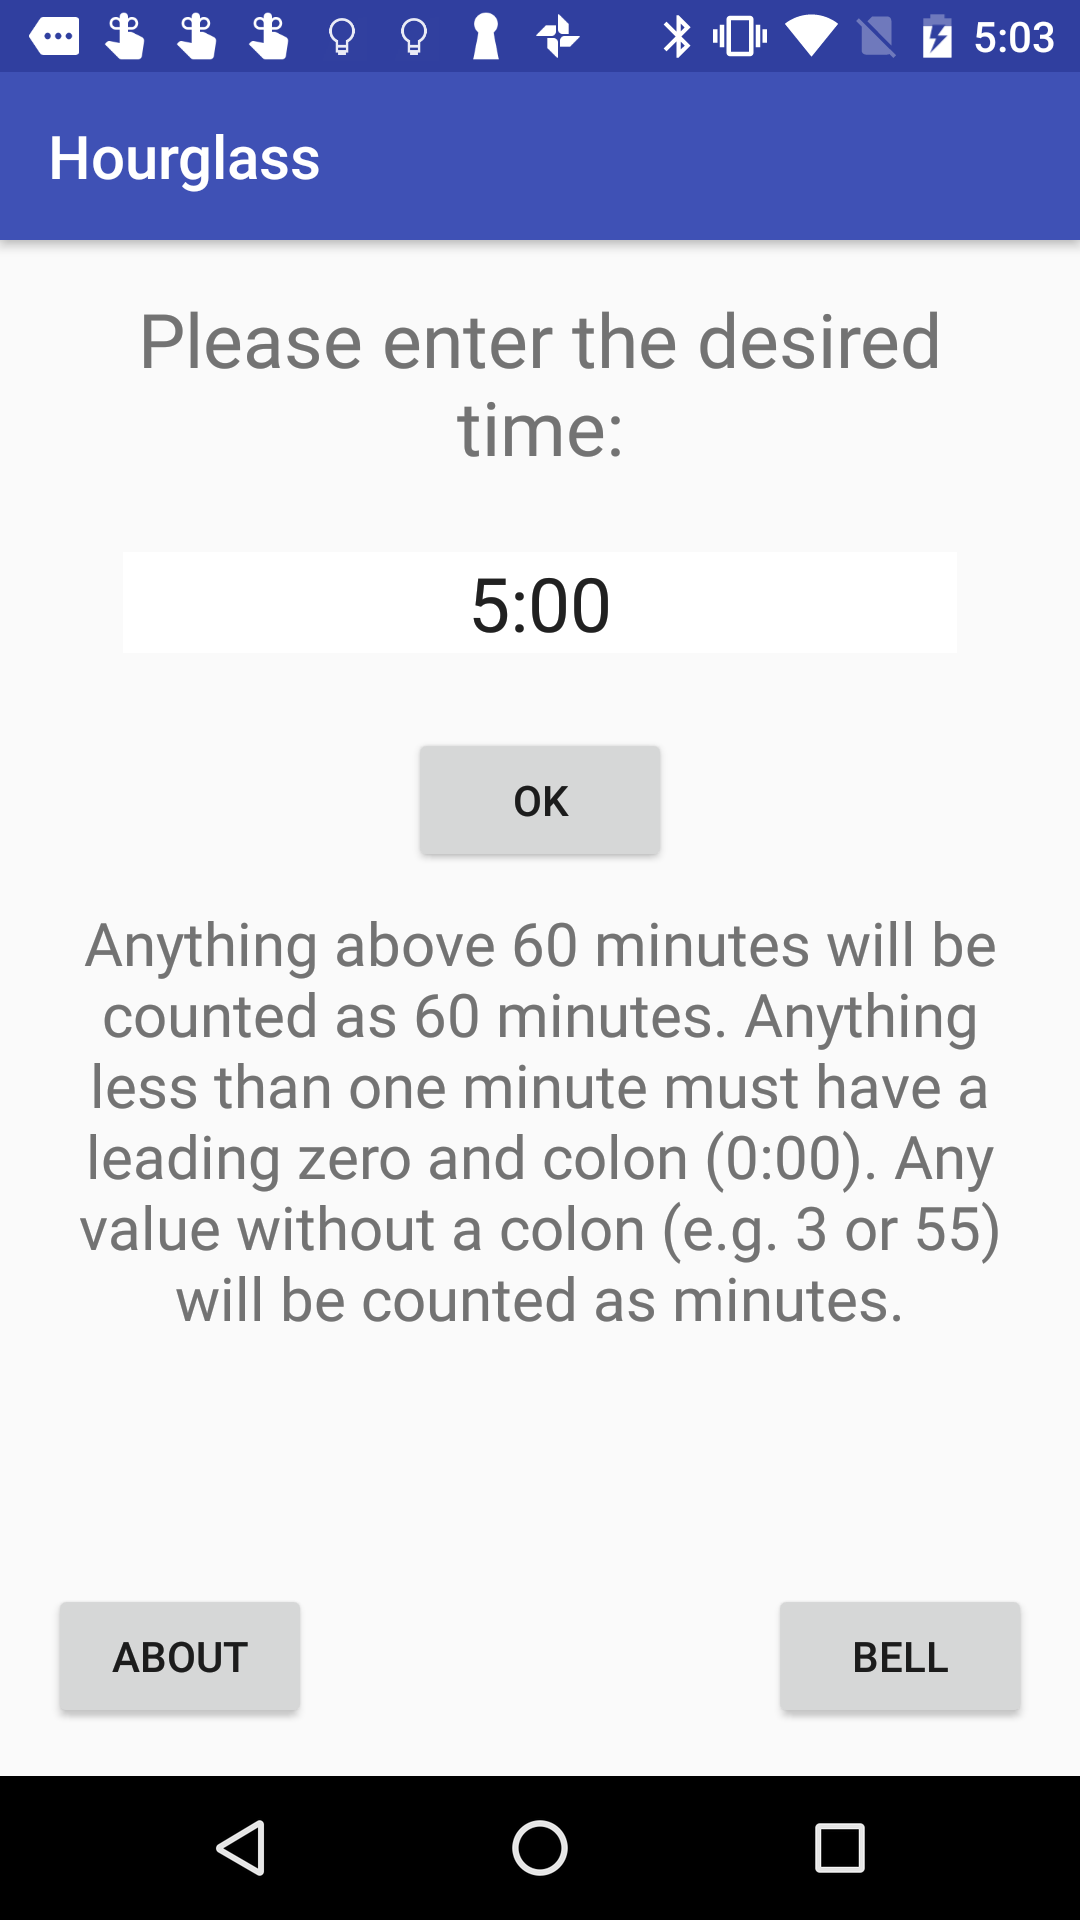 5:03
Hourglass
Please enter the desired
time:
5:00
OK
Anything above 60 minutes will be
counted as 60 minutes. Anything
less than one minute must have a
leading zero and colon (0:00). Any
value without a colon (e.g. 3 or 55)
will be counted as minutes.
ABOUT
BELL